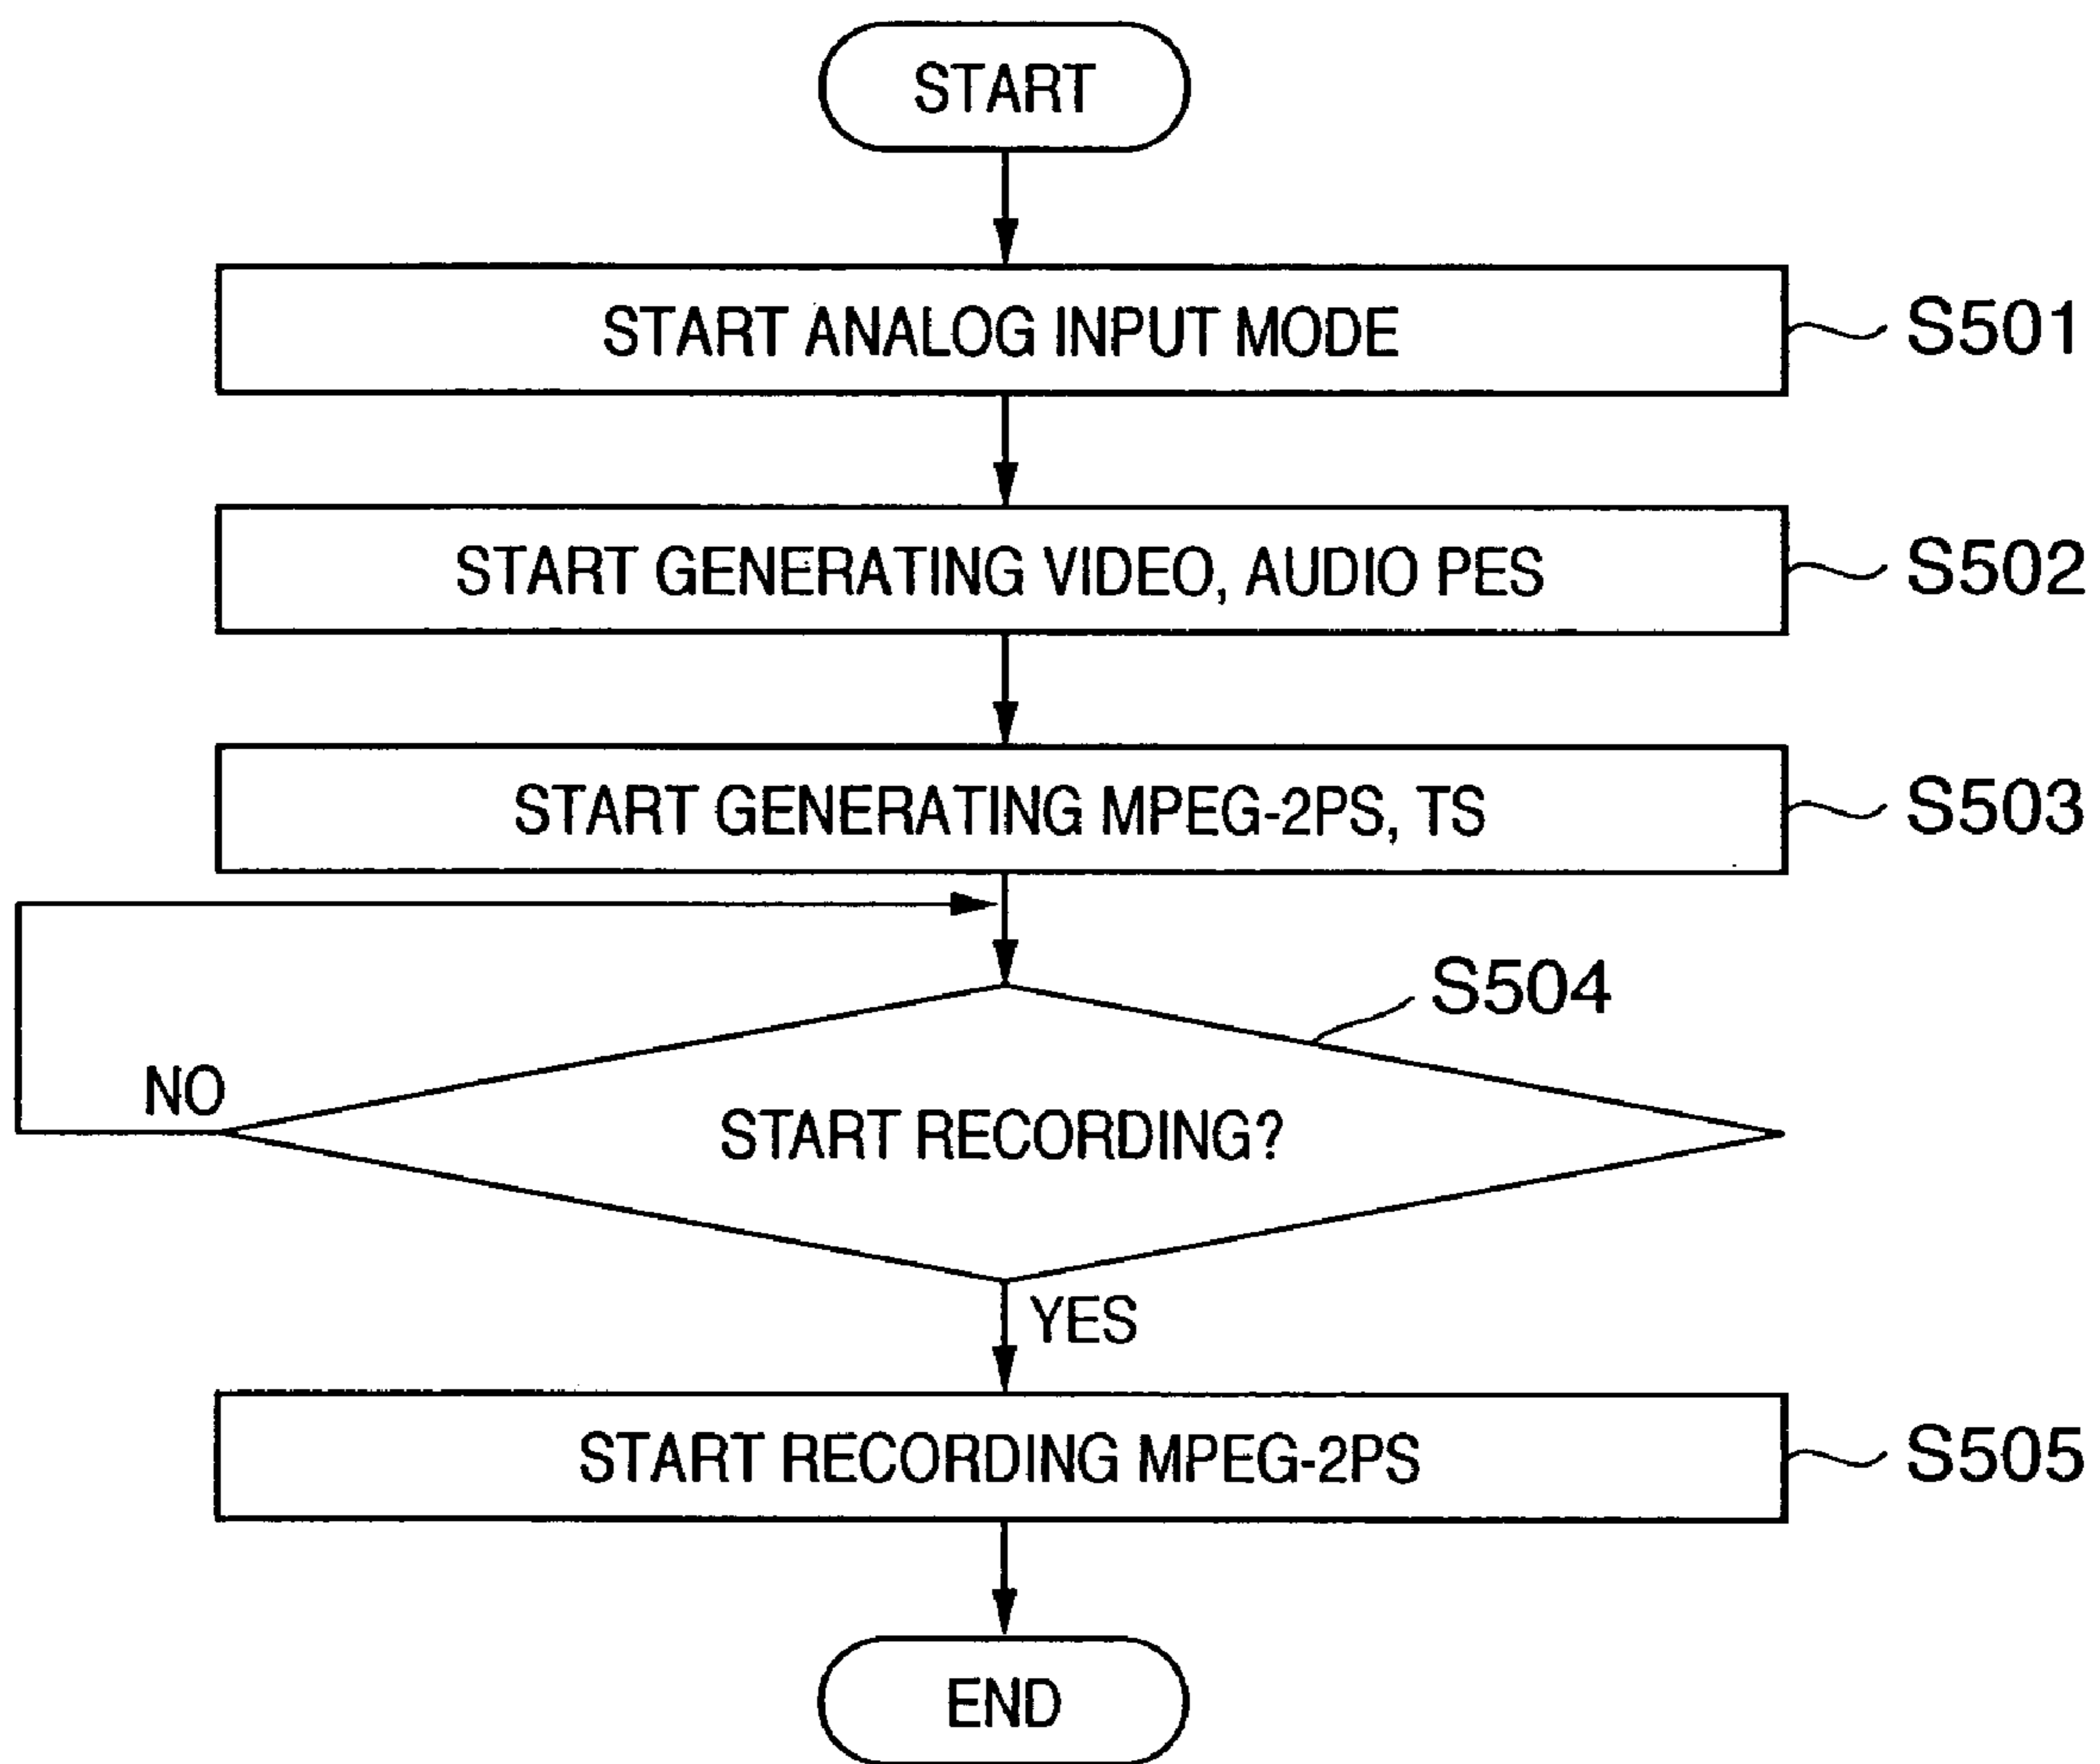 START
START ANALOG INPUT MODE
S501
START GENERATING VIDEO, AUDIO PES
S502
START GENERATING MPEG-2PS, TS
S503
S504
NO
START RECORDING?
YES
START RECORDING MPEG-2PS
S505
END